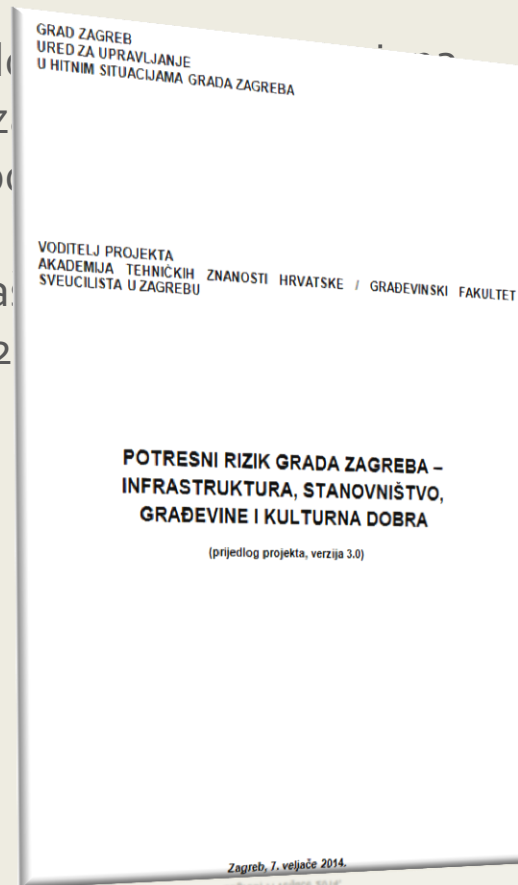 GRAD ZAGREB
URED ZA UPRAVLJANJE
U HITNIM SITUACIJAMA GRADA ZAGREBA
VODITELJ PROJEKTA
AKADEMIJA TEHNIČKIH ZNANOSTI HRVATSKE / GRAĐEVINSKI FAKULTET
SVEUCILISTA U ZAGREBU
POTRESNI RIZIK GRADA ZAGREBA –
INFRASTRUKTURA, STANOVNIŠTVO,
GRAĐEVINE I KULTURNA DOBRA
(prijedlog projekta, verzija 3.0)
Zagreb, 7. veljače 2014.